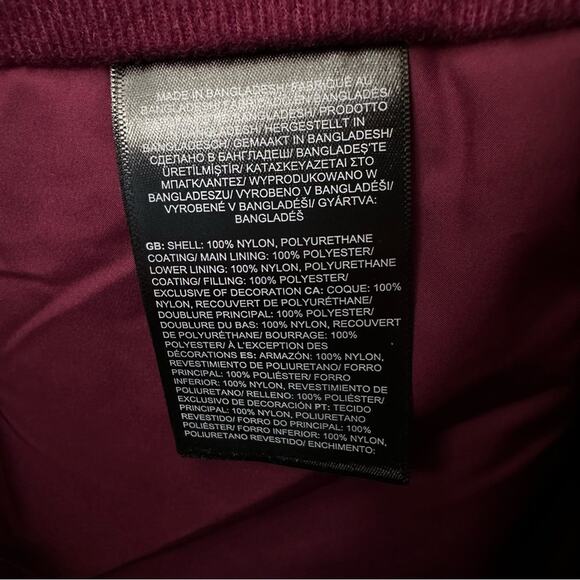 MADE IN BANGLADESH/ FABRIQUÉ AU
BANGLADESH/
BANGLADESH/ PRODOTTO
BANGLADESH/ HERGESTELLT IN
BANGLADESCH/ GEMAAKT IN BANGLADESH/
СДЕЛАНО В БАНГЛАДЕШ/ BANGLADEŞ'TE
ÜRETİLMİŞTİR/ ΚΑΤΑΣΚΕΥΑΖΕΤΑΙ ΣΤΟ
ΜΠΑΓΚΛΑΝΤΕΣ/ WYPRODUKOWANO W
BANGLADESZU/ VYROBENO V BANGLADÉŠI/
VYROBENÉ V BANGLADÉŠI/ GYÁRTVA:
BANGLADÉS
GB: SHELL: 100% NYLON, POLYURETHANE
COATING/ MAIN LINING: 100% POLYESTER/
LOWER LINING: 100% NYLON, POLYURETHANE
COATING/ FILLING: 100% POLYESTER/
EXCLUSIVE OF DECORATION CA: COQUE: 100%
NYLON, RECOUVERT DE POLYURÉTHANE/
DOUBLURE PRINCIPAL: 100% POLYESTER/
DOUBLURE DU BAS: 100% NYLON, RECOUVERT
DE POLYURÉTHANE/ BOURRAGE: 100%
POLYESTER/ À L'EXCEPTION DES
DÉCORATIONS ES: ARMAZÓN: 100% NYLON,
REVESTIMIENTO DE POLIURETANO/ FORRO
PRINCIPAL: 100% POLIÉSTER/ FORRO
INFERIOR: 100% NYLON, REVESTIMIENTO DE
POLIURETANO/ RELLENO: 100% POLIÉSTER/
EXCLUSIVO DE DECORACIÓN PT: TECIDO
PRINCIPAL: 100% NYLON, POLIURETANO
REVESTIDO/ FORRO DO PRINCIPAL: 100%
POLIÉSTER/ FORRO INFERIOR: 100% NYLON,
POLIURETANO REVESTIDO/ ENCHIMENTO: